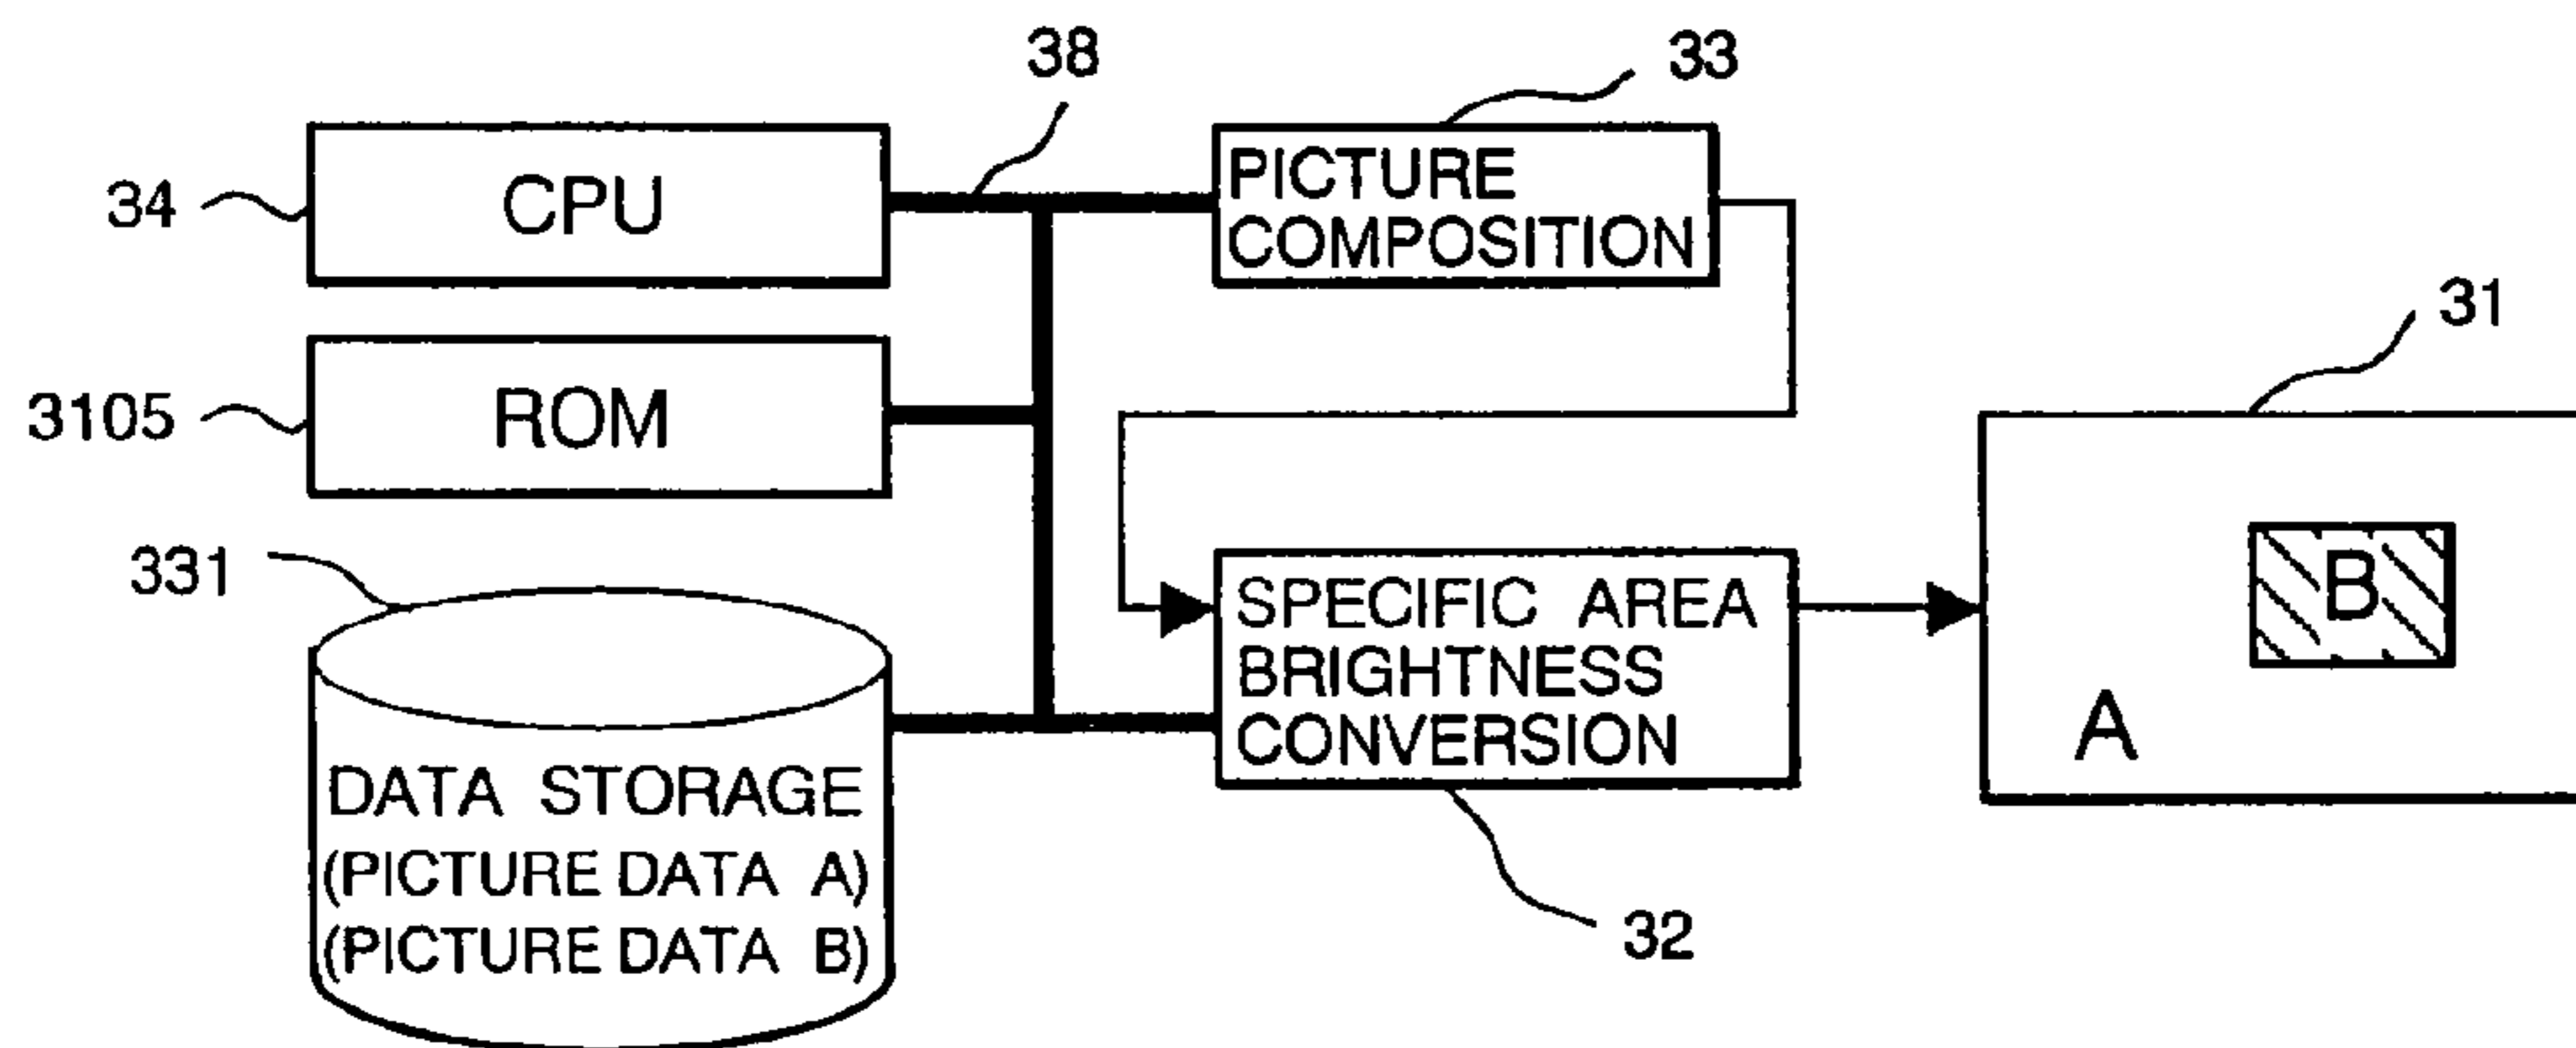 38
33
34
CPU
PICTURE
COMPOSITION
31
3105
ROM
331
SPECIFIC AREA
BRIGHTNESS
CONVERSION
B
A
DATA STORAGE
(PICTURE DATA A)
(PICTURE DATA B)
32